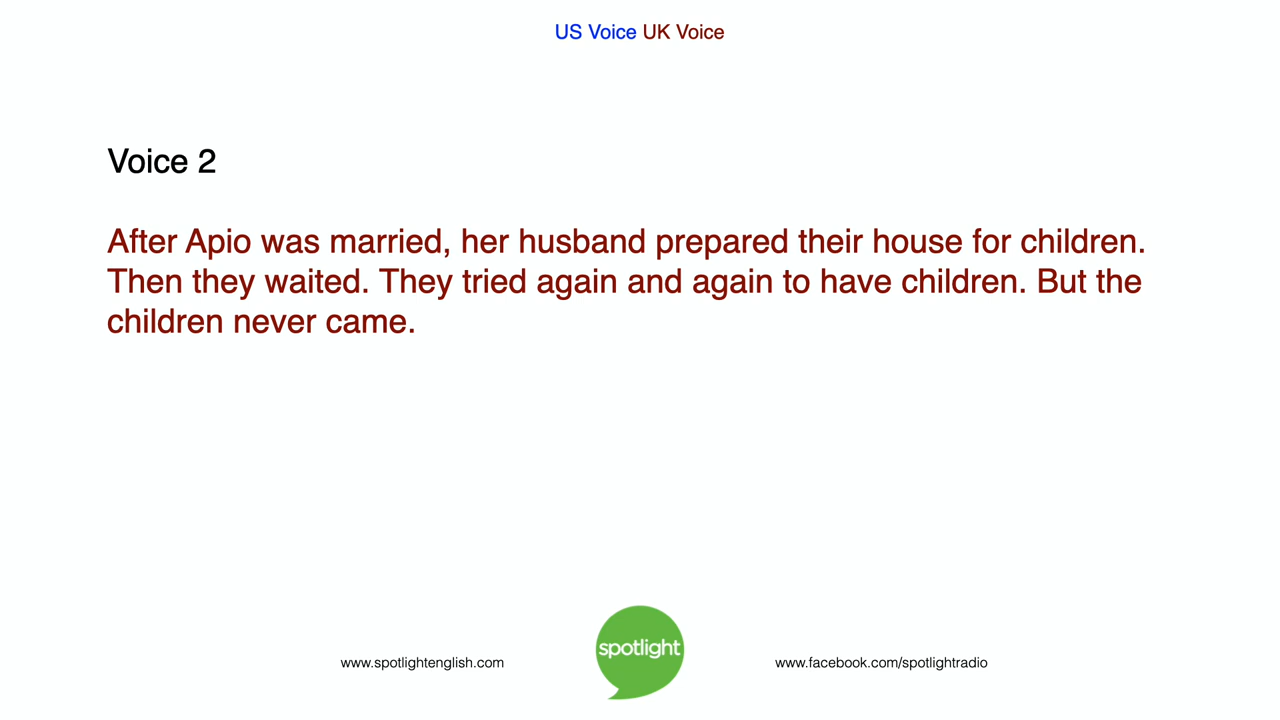 US Voice UK Voice
Voice 2
After Apio was married, her husband prepared their house for children.
Then they waited. They tried again and again to have children. But the
children never came.
www.spotlightenglish.com
spotlight
www.facebook.com/spotlightradio